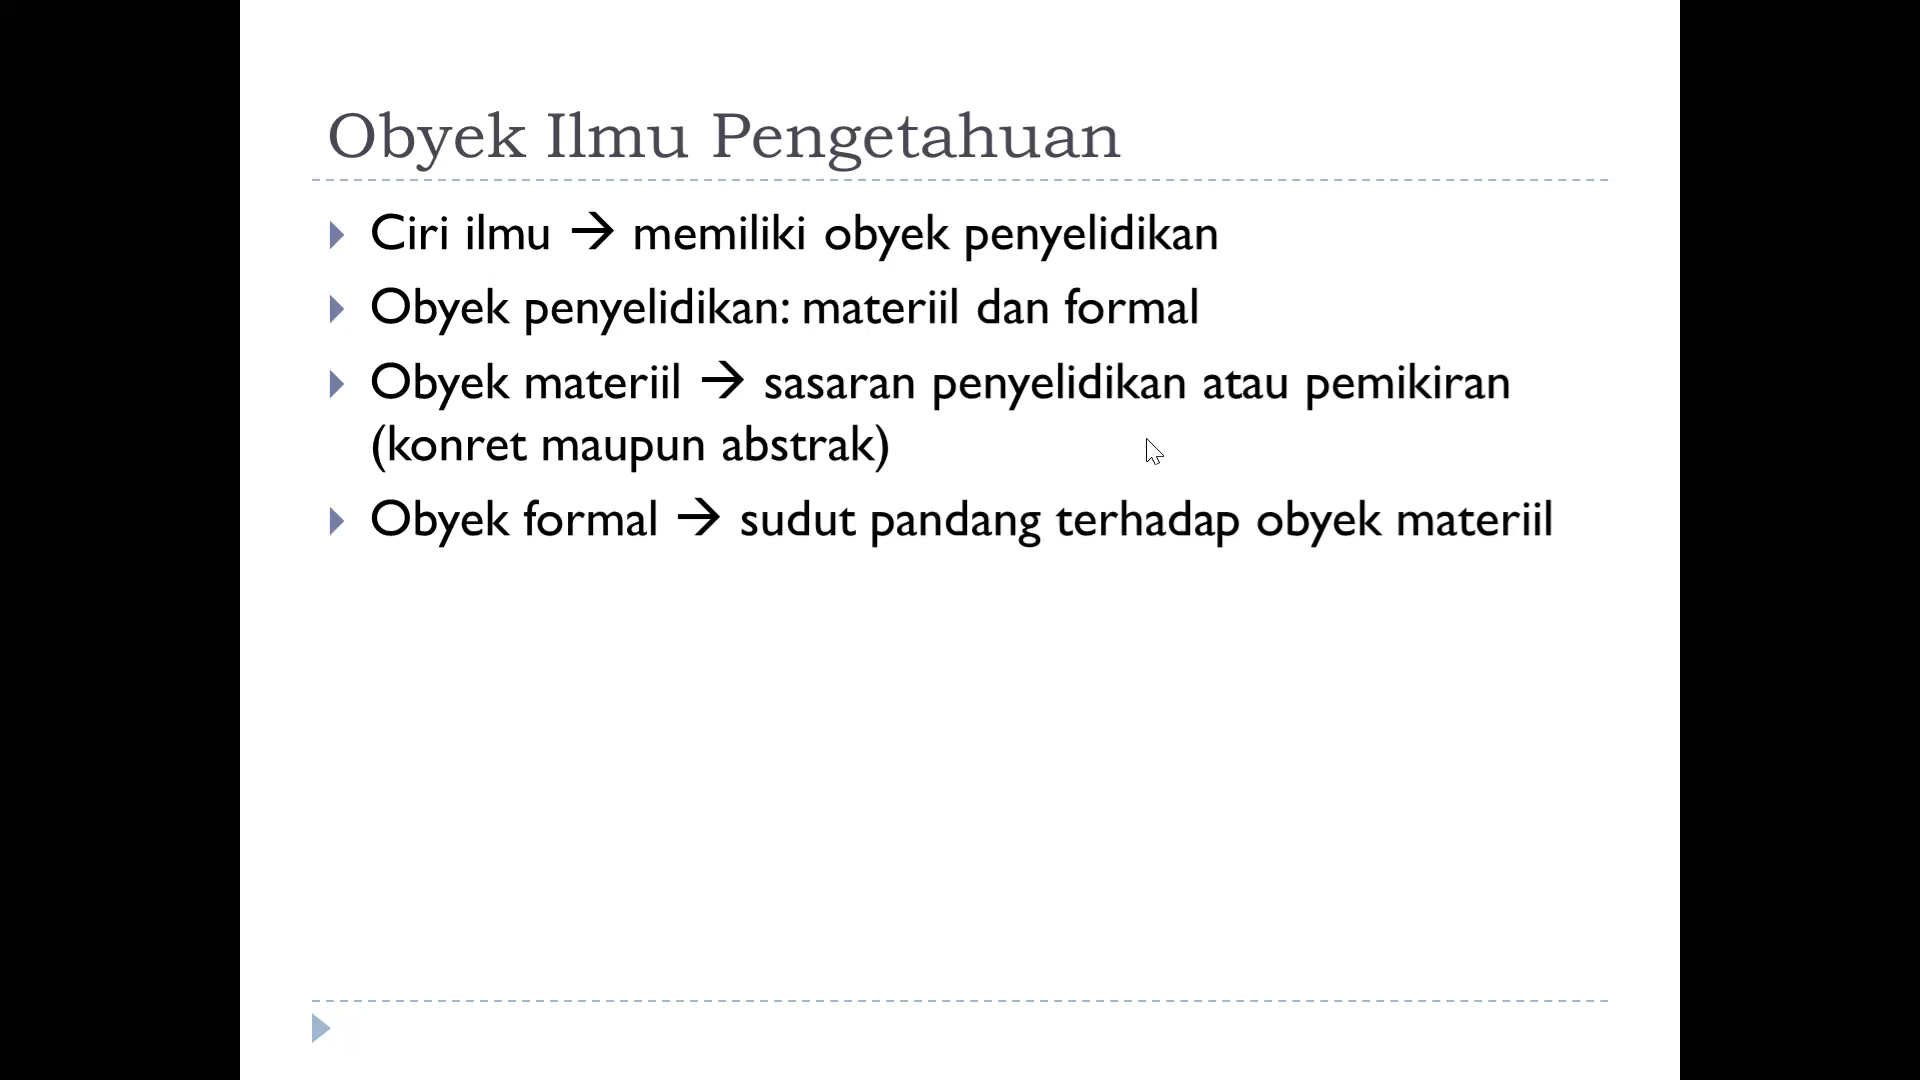 Obyek Ilmu Pengetahuan
Ciri ilmu → memiliki obyek penyelidikan
Obyek penyelidikan: materiil dan formal
Obyek materiil → sasaran penyelidikan atau pemikiran
(konret maupun abstrak)
Obyek formal → sudut pandang terhadap obyek materiil